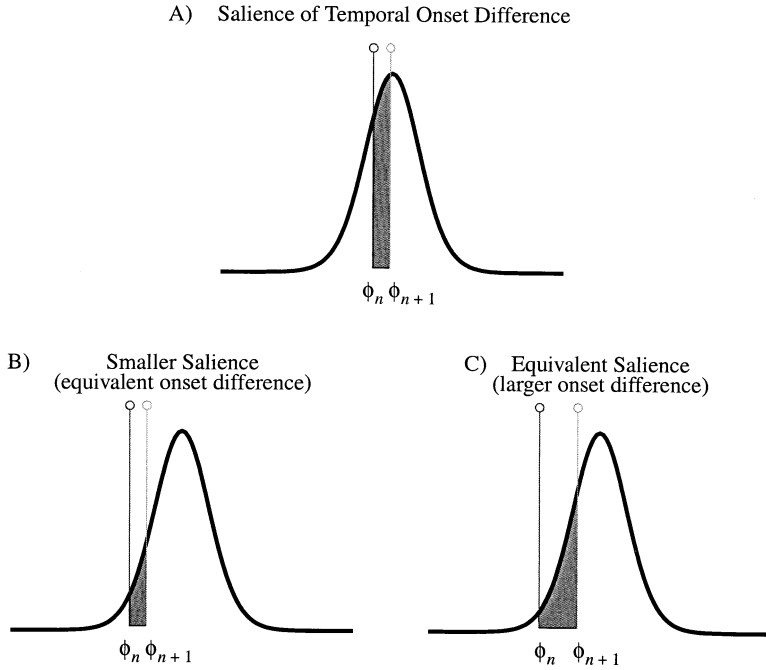 A) Salience of Temporal Onset Difference
ϕn ϕn + 1
B) Smaller Salience
(equivalent onset difference)
C) Equivalent Salience
(larger onset difference)
ϕn ϕn + 1
ϕn ϕn + 1